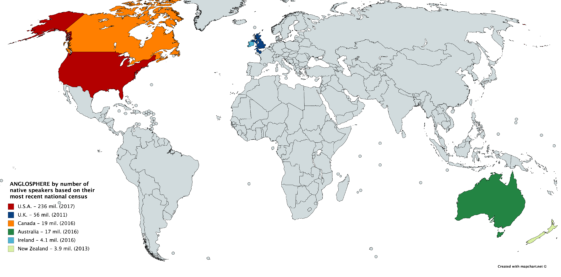 ANGLOSPHERE by number of
native speakers based on their
most recent national census
U.S.A. - 236 mil. (2017)
U.K. - 56 mil. (2011)
Canada - 19 mil. (2016)
Australia - 17 mil. (2016)
Ireland - 4.1 mil. (2016)
New Zealand - 3.9 mil. (2013)
Created with mapchart.net ©